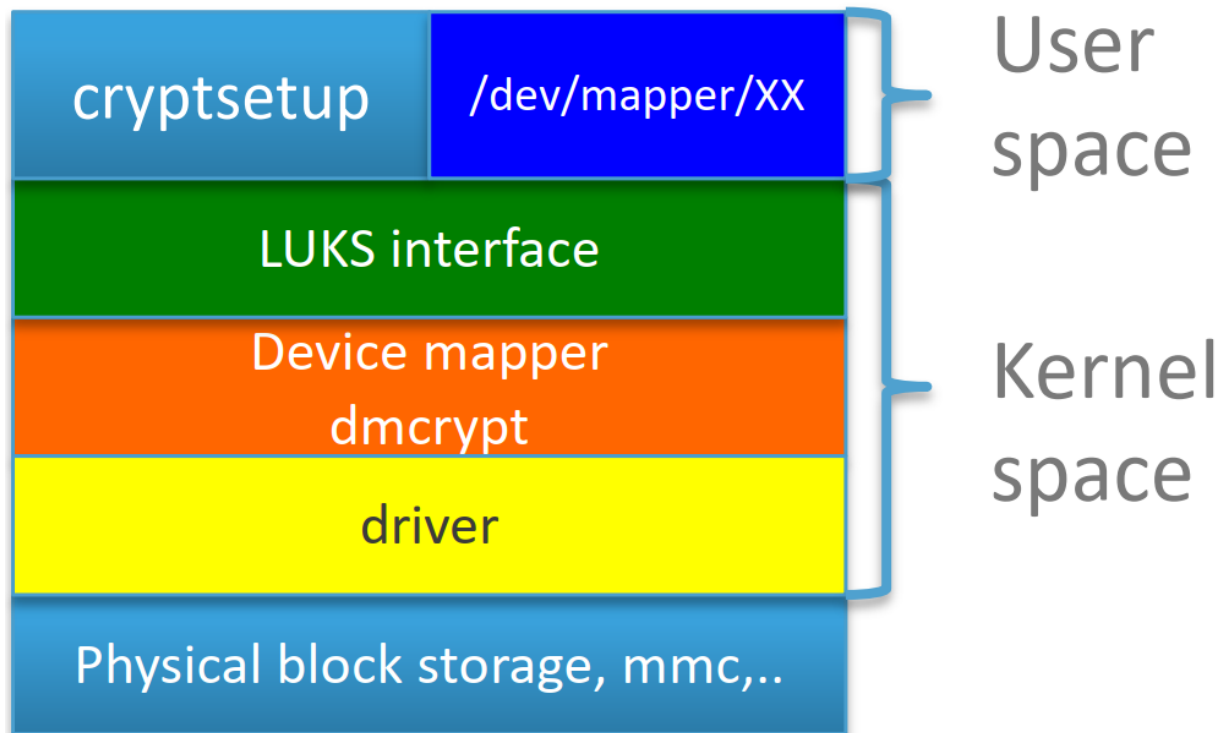 cryptsetup
/dev/mapper/XX
User
space
LUKS interface
Device mapper
dmcrypt
Kernel
space
driver
Physical block storage, mmc,..